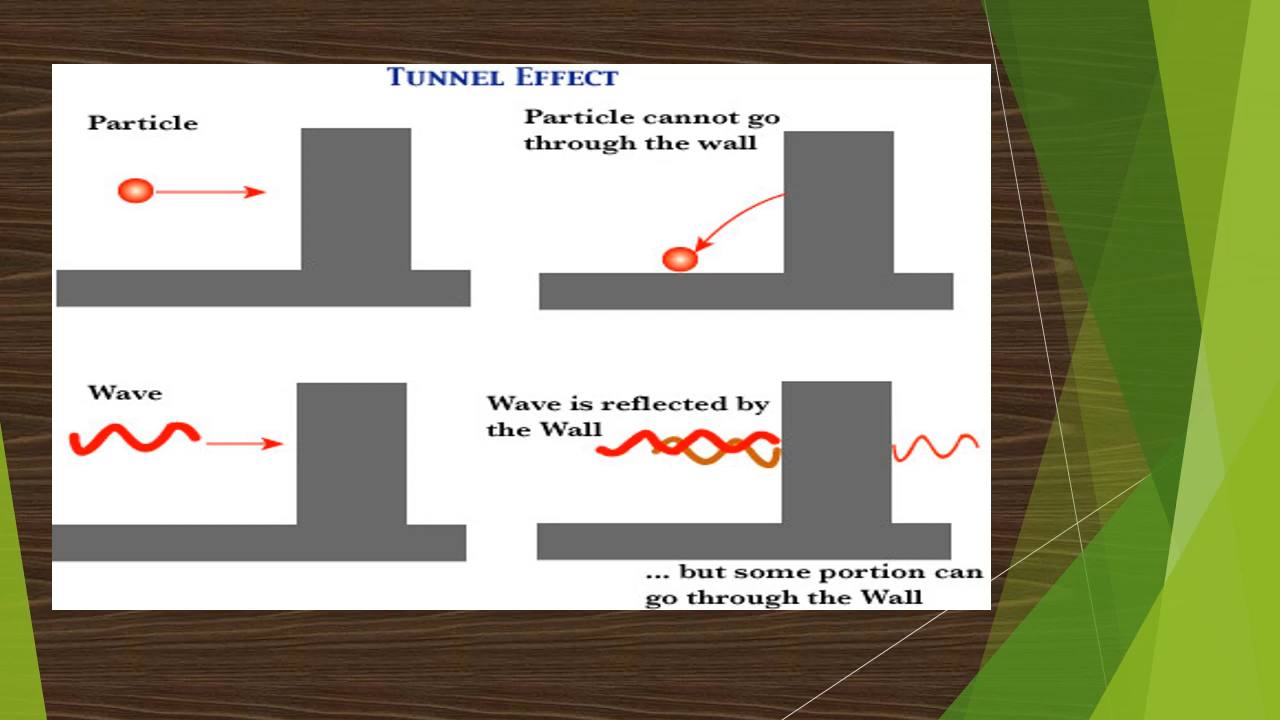 TUNNEL EFFECT
Particle
Particle cannot go
through the wall
Wave
Wave is reflected by
the Wall
... but some portion can
go through the Wall